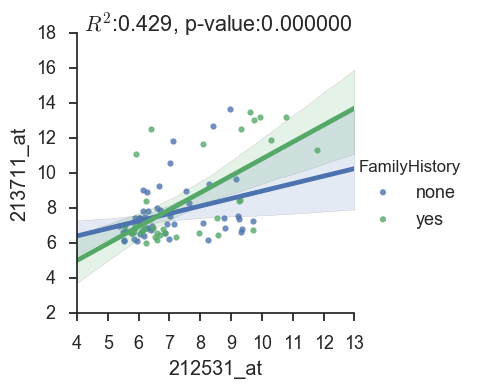 R²:0.429, p-value:0.000000
18
16
14
12
10
8
6
4
2
213711_at
4 5 6 7 8 9 10 11 12 13
212531_at
FamilyHistory
none
yes